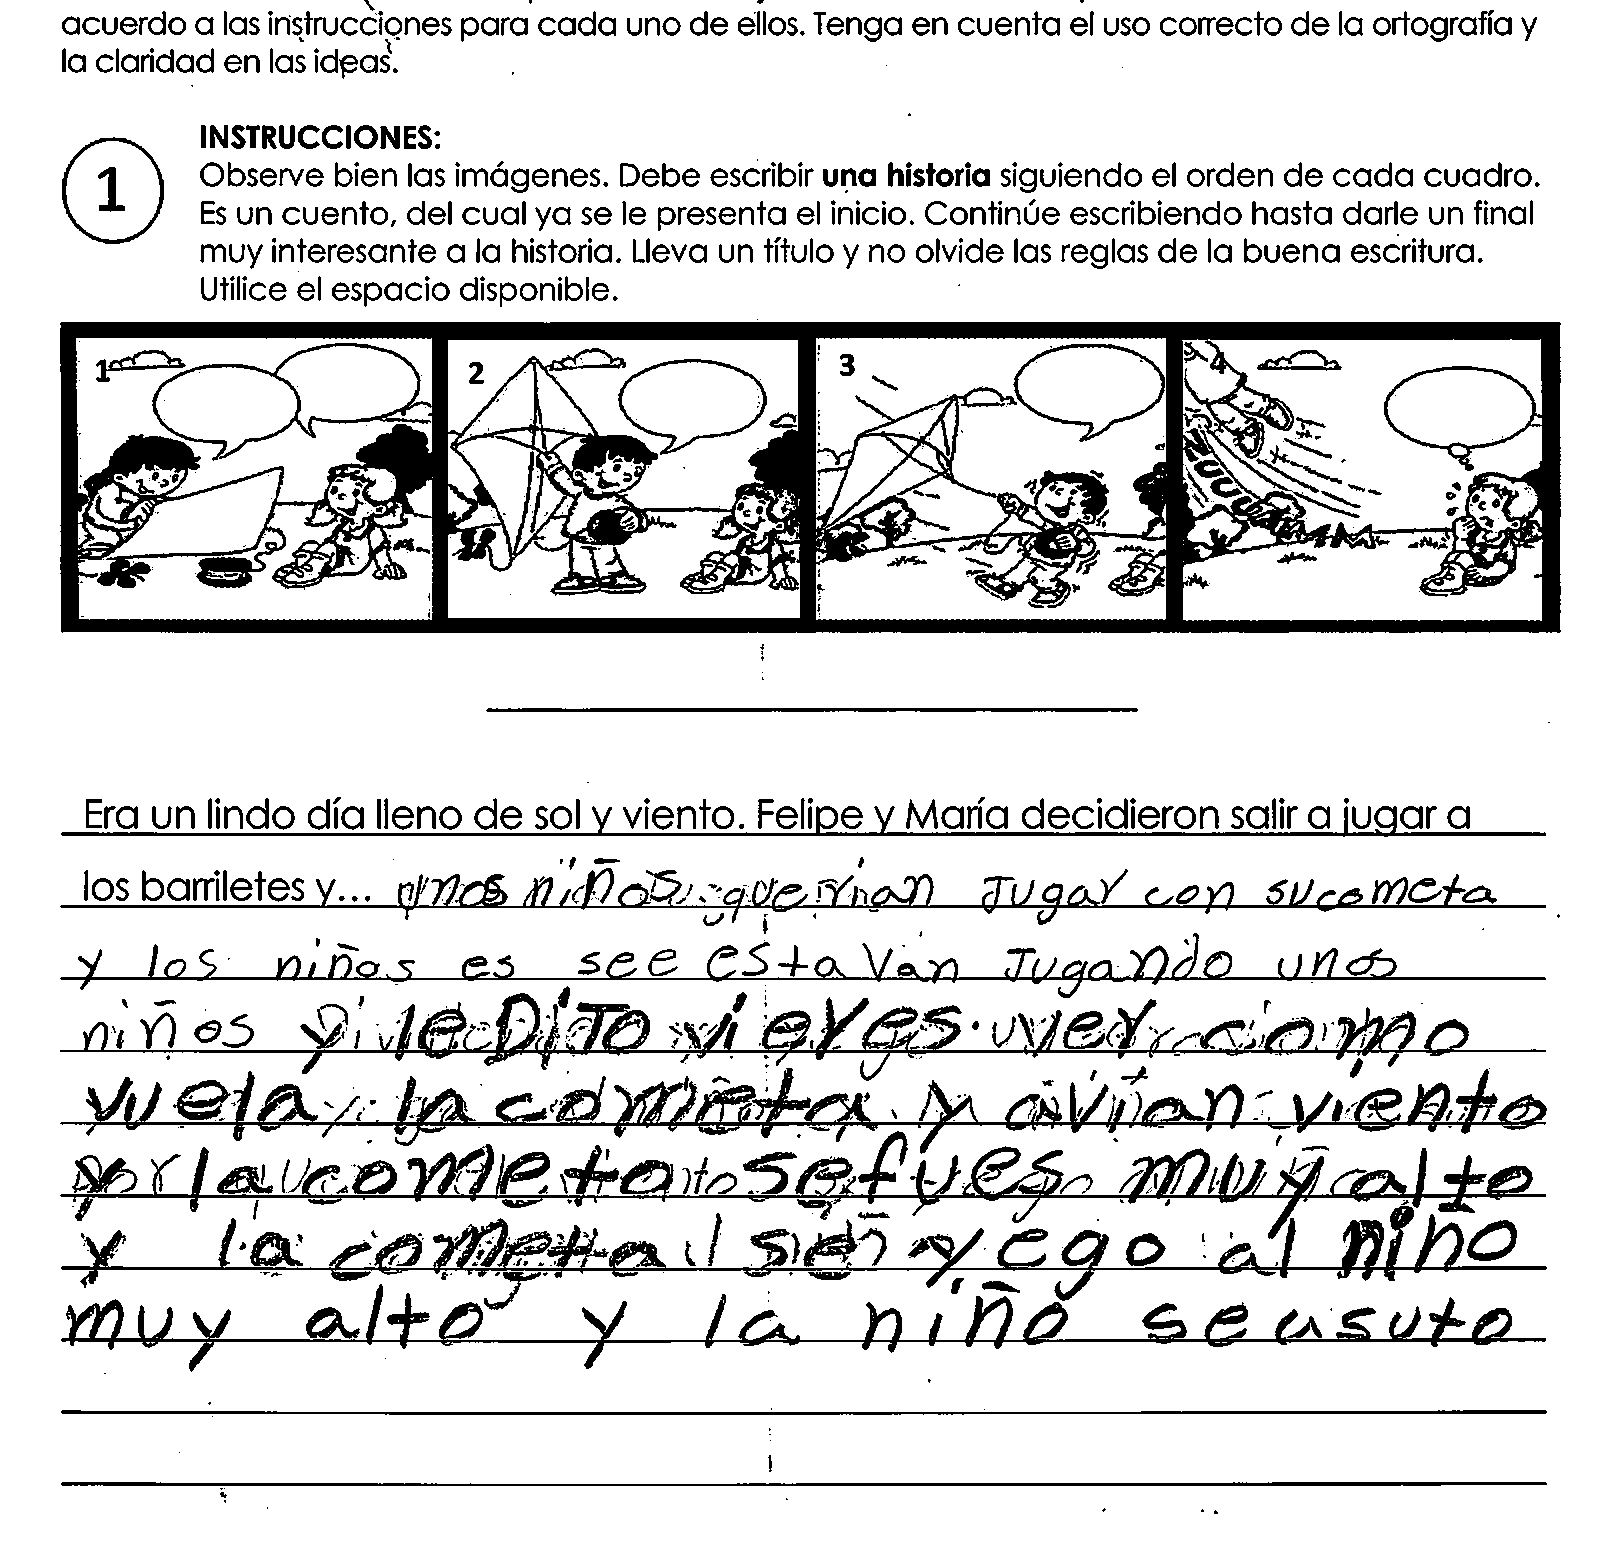 acuerdo a las instrucciones para cada uno de ellos. Tenga en cuenta el uso correcto de la ortografía y
la claridad en las ideas.
INSTRUCCIONES:
1
Observe bien las imágenes. Debe escribir una historia siguiendo el orden de cada cuadro.
Es un cuento, del cual ya se le presenta el inicio. Continúe escribiendo hasta darle un final
muy interesante a la historia. Lleva un título y no olvide las reglas de la buena escritura.
Utilice el espacio disponible.
1 2 3 4
Era un lindo día lleno de sol y viento. Felipe y María decidieron salir a jugar a
los barriletes y... unos niños querian Jugar con sucometa
y los niños es see estaván Jugando unos
niños y le DiJo vieres ver como
vuela la cometa y avian viento
y la cometa se fues muy alto
y la cometa se yego al niño
muy alto y la niño seasuto